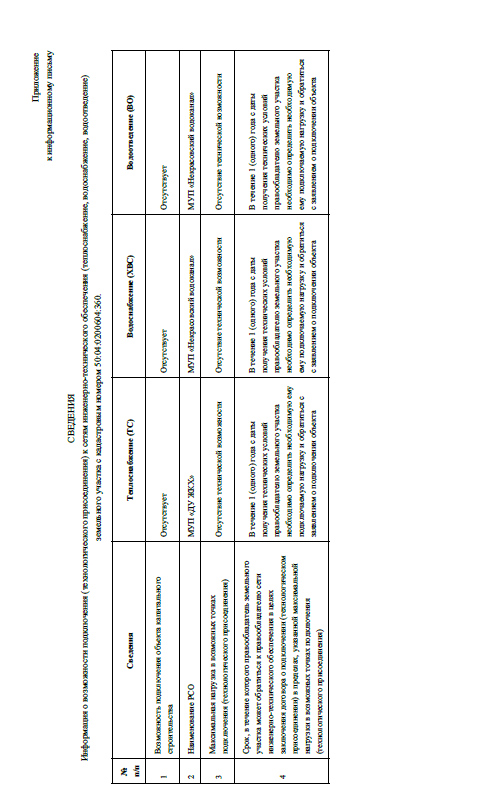 Приложение
к информационному письму
СВЕДЕНИЯ
Информация о возможности подключения (технологического присоединения) к сетям инженерно-технического обеспечения (теплоснабжение, водоснабжение, водоотведение)
земельного участка с кадастровым номером 50:04:0200604:360.
№
п/п
Сведения
Теплоснабжение (ТС)
Водоснабжение (ХВС)
Водоотведение (ВО)
1
Возможность подключения объекта капитального
строительства
Отсутствует
Отсутствует
Отсутствует
2
Наименование РСО
МУП «ДУ ЖКХ»
МУП «Некрасовский водоканал»
МУП «Некрасовский водоканал»
3
Максимальная нагрузка в возможных точках
подключения (технологического присоединения)
Отсутствие технической возможности
Отсутствие технической возможности
Отсутствие технической возможности
4
Срок, в течение которого правообладатель земельного
участка может обратиться к правообладателю сети
инженерно-технического обеспечения в целях
заключения договора о подключении (технологическом
присоединении) в пределах, указанной максимальной
нагрузки в возможных точках подключения
(технологического присоединения)
В течение 1 (одного) года с даты
получения технических условий
правообладателю земельного участка
необходимо определить необходимую ему
подключаемую нагрузку и обратиться с
заявлением о подключении объекта
В течение 1 (одного) года с даты
получения технических условий
правообладателю земельного участка
необходимо определить необходимую
ему подключаемую нагрузку и обратиться
с заявлением о подключении объекта
В течение 1 (одного) года с даты
получения технических условий
правообладателю земельного участка
необходимо определить необходимую
ему подключаемую нагрузку и обратиться
с заявлением о подключении объекта